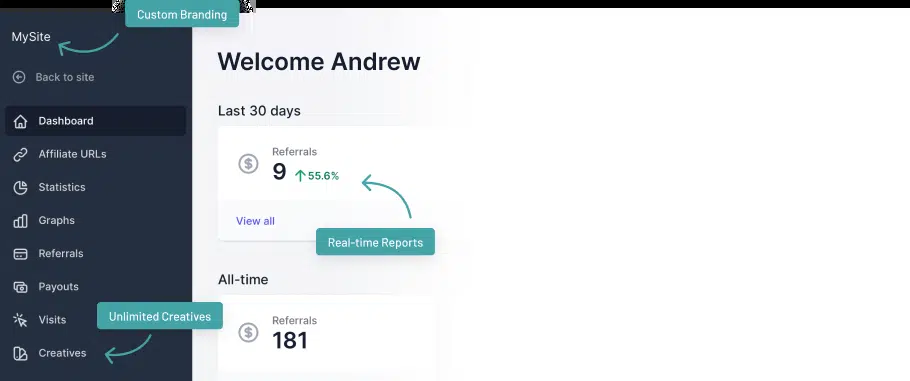 Custom Branding
MySite
Back to site
Dashboard
Affiliate URLs
Statistics
Graphs
Referrals
Payouts
Visits
Unlimited Creatives
Creatives
Welcome Andrew
Last 30 days
Referrals
9 55.6%
View all
Real-time Reports
All-time
Referrals
181